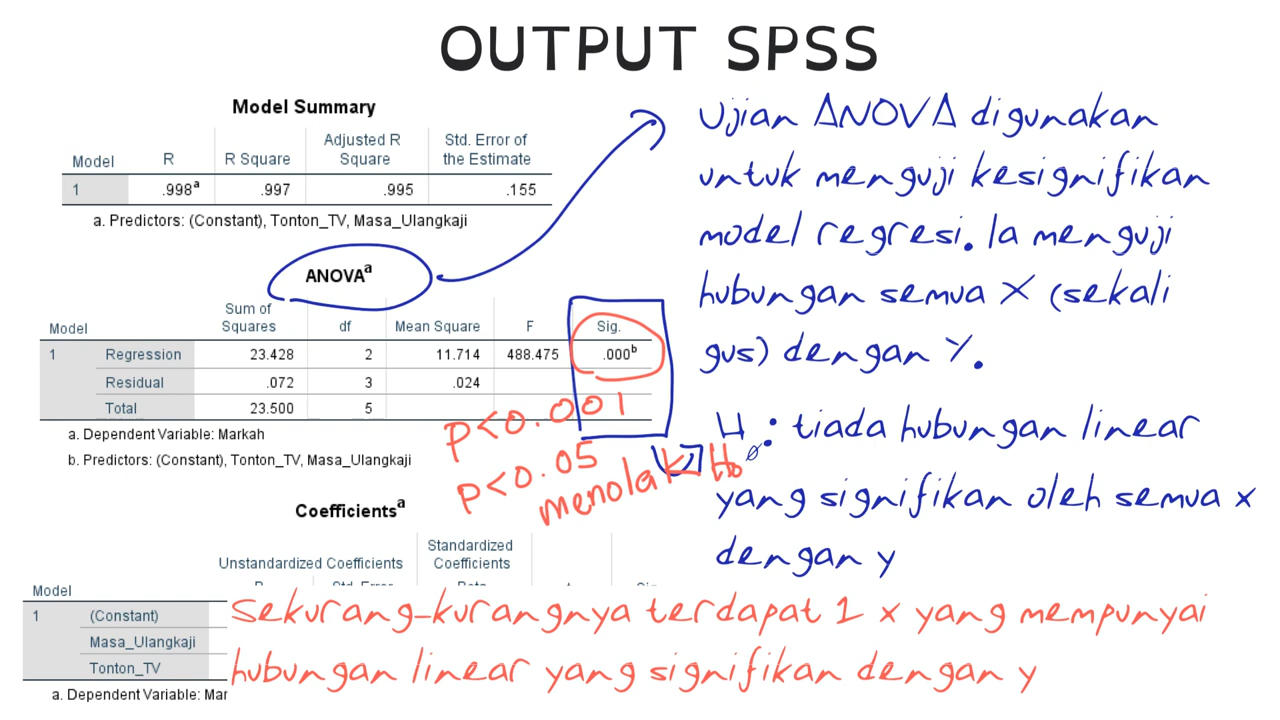 OUTPUT SPSS
Model Summary
Model R R Square Adjusted R Square Std. Error of the Estimate
1 .998a .997 .995 .155
a. Predictors: (Constant), Tonton_TV, Masa_Ulangkaji
ANOVAa
Model Sum of Squares df Mean Square F Sig.
1 Regression 23.428 2 11.714 488.475 .000b
Residual .072 3 .024
Total 23.500 5
a. Dependent Variable: Markah
b. Predictors: (Constant), Tonton_TV, Masa_Ulangkaji
P<0.001
P<0.05
menolak Ho
Ujian ANOVA digunakan
untuk menguji kesignifikan
model regresi. Ia menguji
hubungan semua X (sekali
gus) dengan Y.
H0: tiada hubungan linear
yang signifikan oleh semua x
dengan y
Coefficientsa
Model Unstandardized Coefficients Standardized Coefficients
1 (Constant)
Masa_Ulangkaji
Tonton_TV
a. Dependent Variable: Mar
Sekurang-kurangnya terdapat 1 x yang mempunyai
hubungan linear yang signifikan dengan y